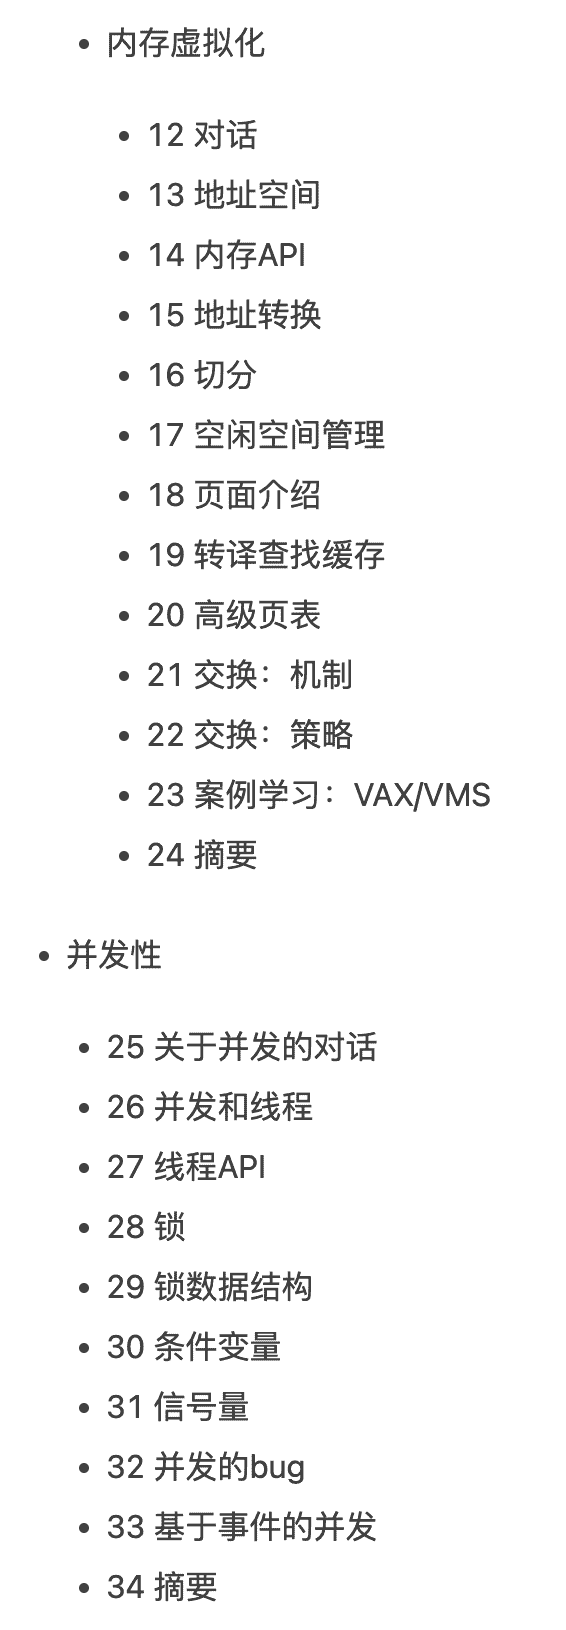 内存虚拟化
12 对话
13 地址空间
14 内存API
15 地址转换
16 切分
17 空闲空间管理
18 页面介绍
19 转译查找缓存
20 高级页表
21 交换：机制
22 交换：策略
23 案例学习：VAX/VMS
24 摘要
并发性
25 关于并发的对话
26 并发和线程
27 线程API
28 锁
29 锁数据结构
30 条件变量
31 信号量
32 并发的bug
33 基于事件的并发
34 摘要